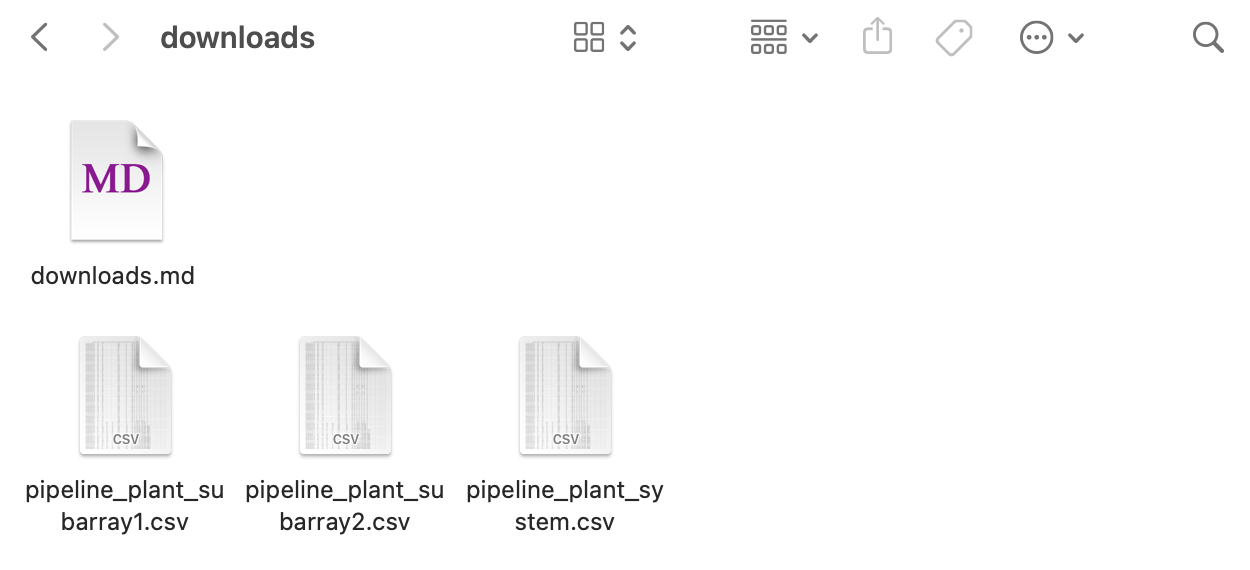 downloads
MD
downloads.md
CSV
CSV
CSV
pipeline_plant_su
barray1.csv
pipeline_plant_su
barray2.csv
pipeline_plant_sy
stem.csv